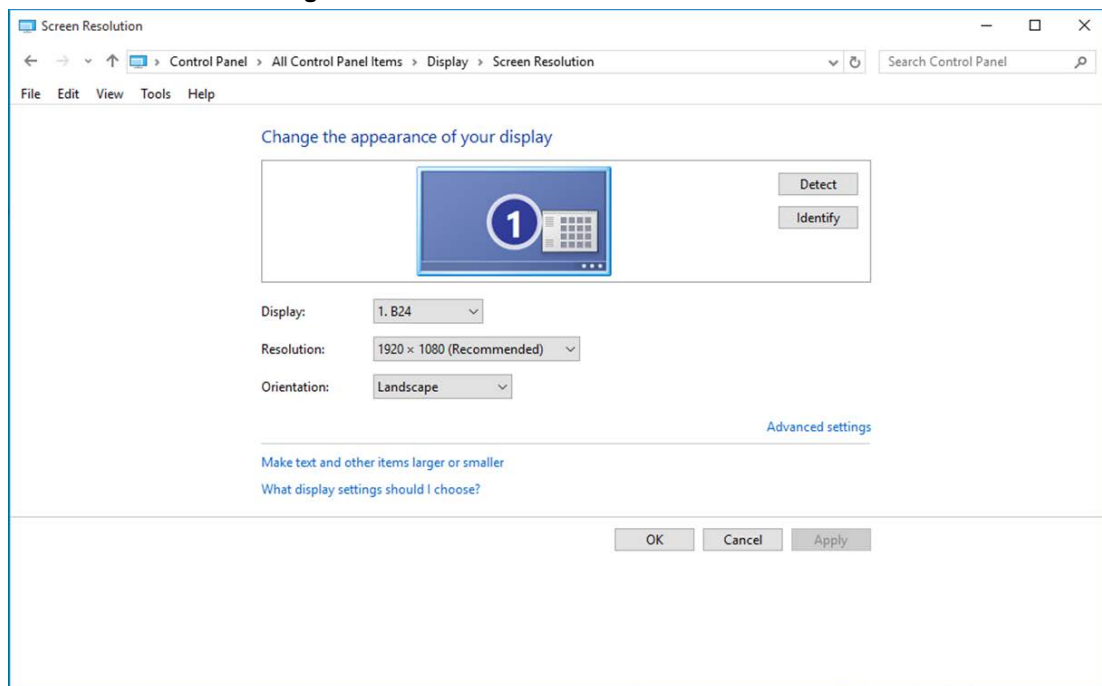 Screen Resolution
Control Panel > All Control Panel Items > Display > Screen Resolution
Search Control Panel
File Edit View Tools Help
Change the appearance of your display
1
Detect
Identify
Display: 1. B24
Resolution: 1920 × 1080 (Recommended)
Orientation: Landscape
Advanced settings
Make text and other items larger or smaller
What display settings should I choose?
OK Cancel Apply